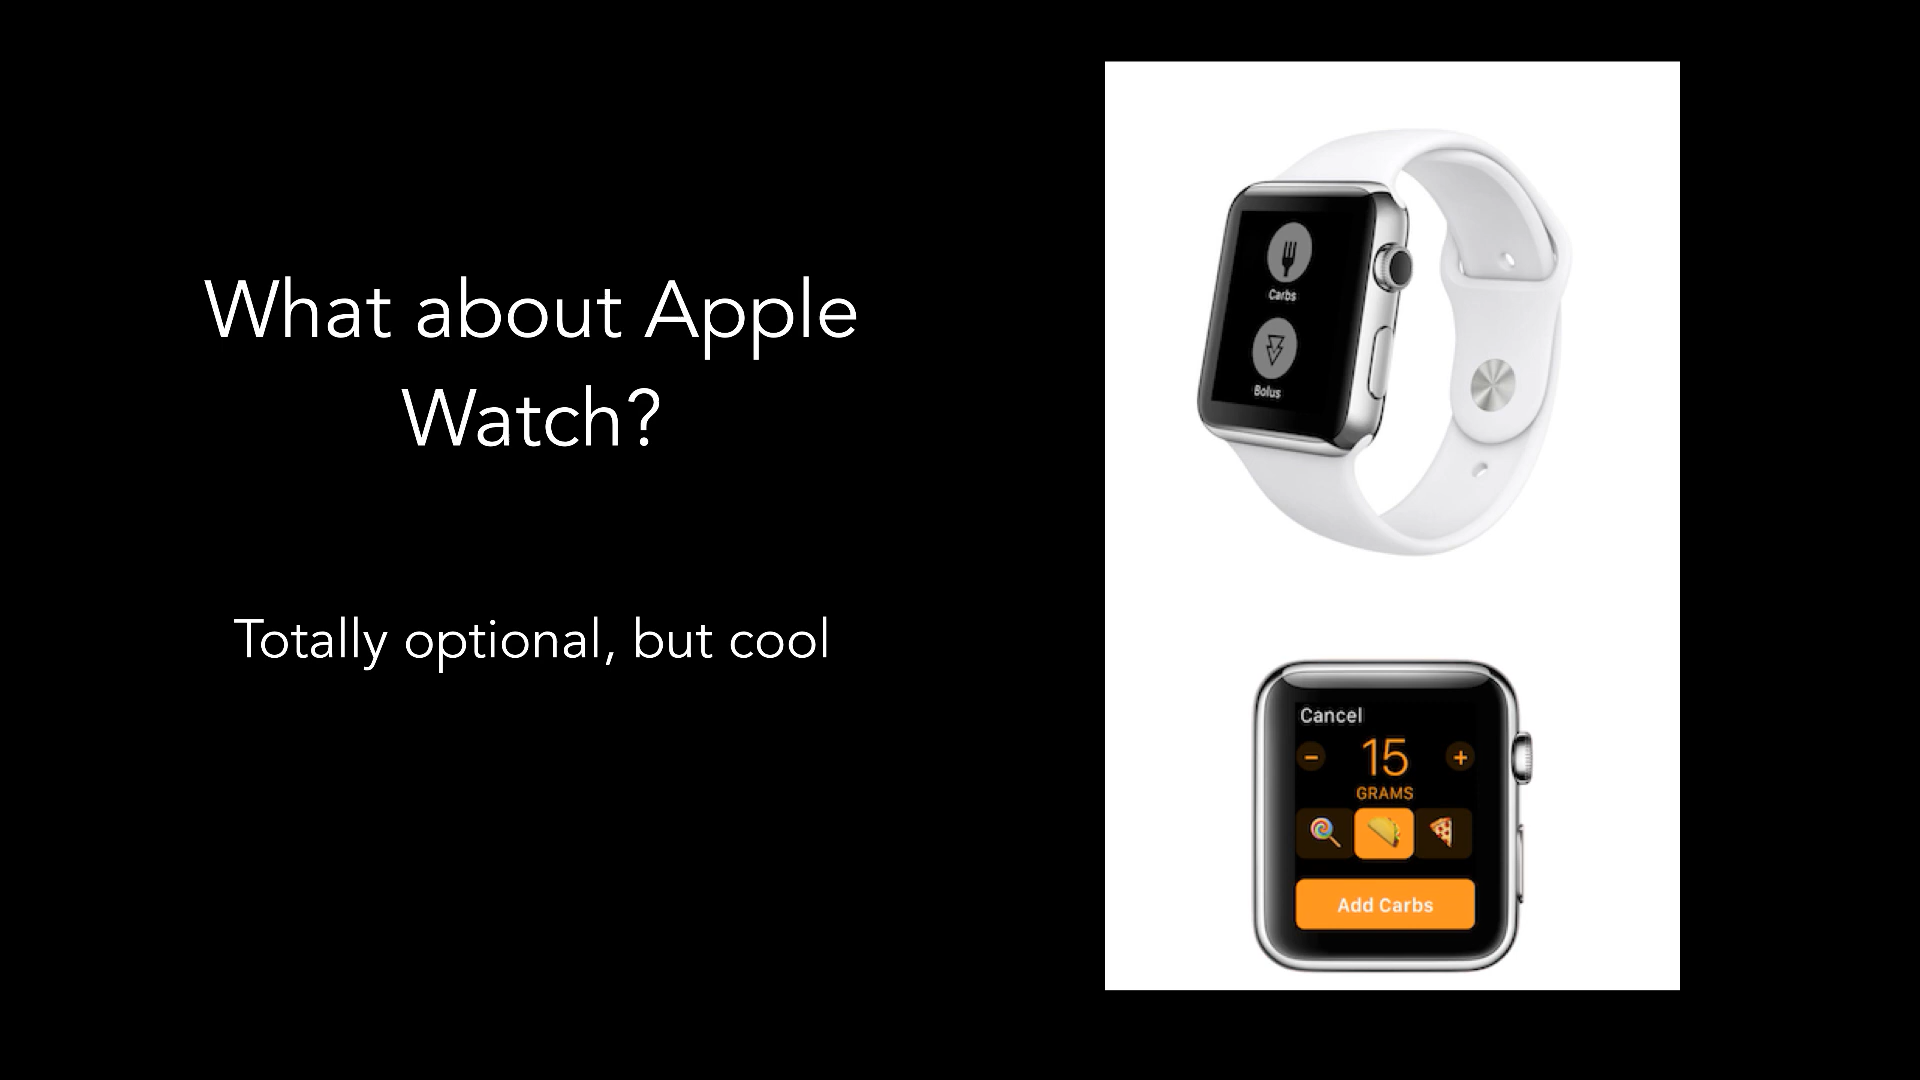 What about Apple
Watch?
Totally optional, but cool
Carbs
Bolus
Cancel
− 15 +
GRAMS
Add Carbs